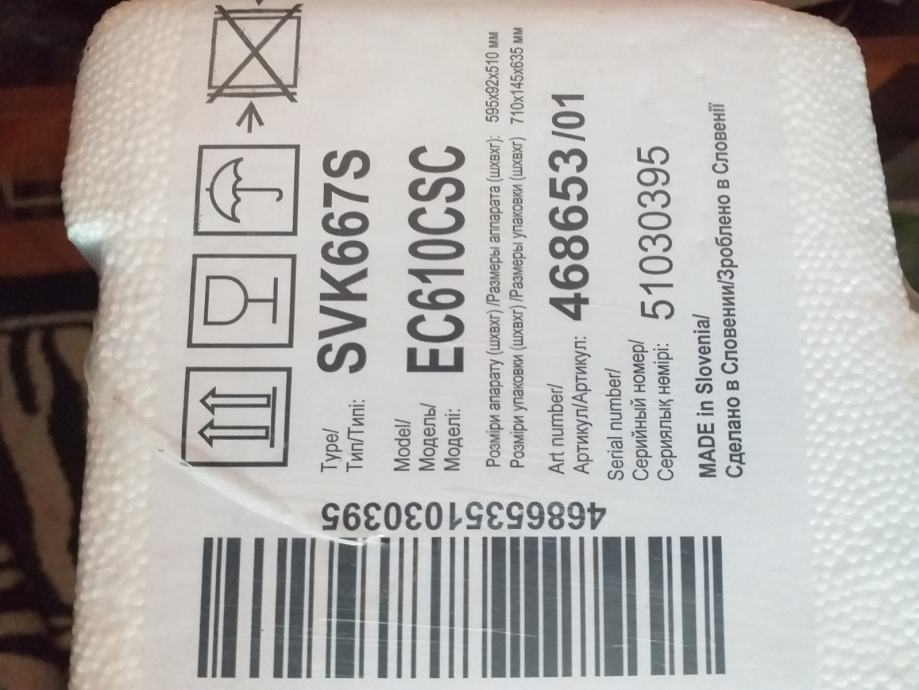 Type/
Тип/Типі: SVK667S
Model/
Модель/
Моделі: EC610CSC
Розміри апарату (шхвхг) /Размеры аппарата (шхвхг): 595x92x510 мм
Розміри упаковки (шхвхг) /Размеры упаковки (шхвхг) 710x145x635 мм
Art number/
Артикул/Артикул: 468653/01
Serial number/
Серийный номер/
Сериялық нөмірі: 51030395
MADE in Slovenia/
Сделано в Словении/Зроблено в Словенії
4686535103​0395